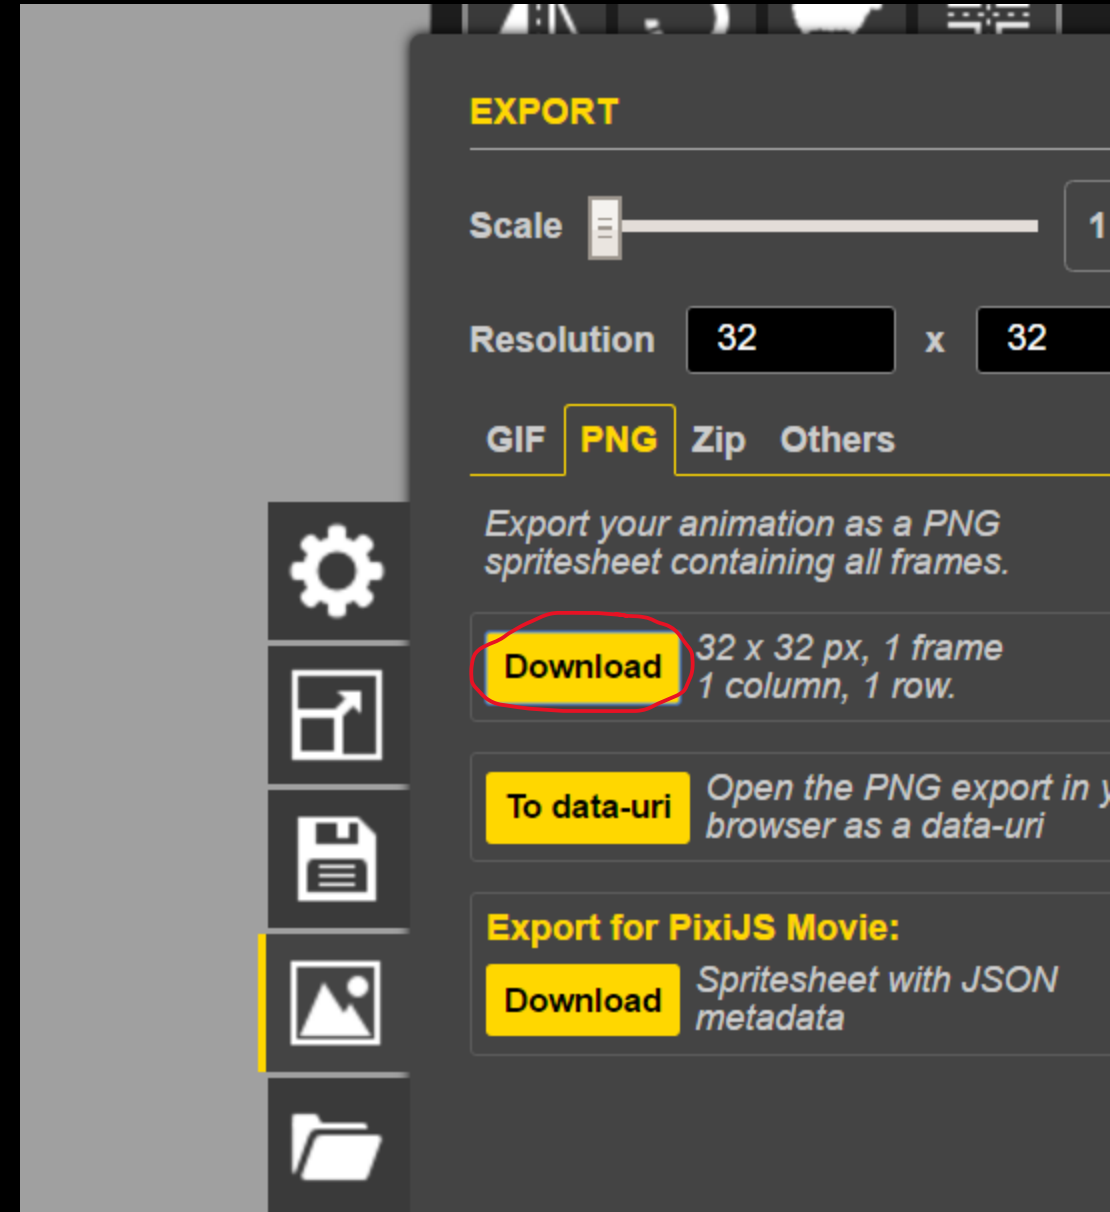 EXPORT
Scale
1
Resolution 32 x 32
GIF PNG Zip Others
Export your animation as a PNG
spritesheet containing all frames.
Download 32 x 32 px, 1 frame
1 column, 1 row.
To data-uri Open the PNG export in
browser as a data-uri
Export for PixiJS Movie:
Download Spritesheet with JSON
metadata